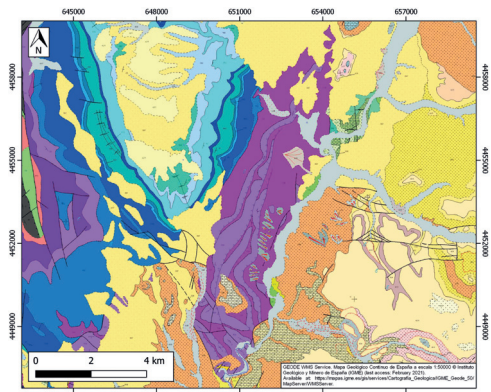 645000 648000 651000 654000 657000
N
4458000 4458000
4455000 4455000
4452000 4452000
4449000 4449000
0 2 4 km
GEODE WMS Service. Mapa Geológico Continuo de España a escala 1:50000 © Instituto
Geológico y Minero de España (IGME) (last access: February 2021).
Available at: https://mapas.igme.es/gis/services/Cartografia_Geologica/IGME_Geode_50/
MapServer/WMSServer.